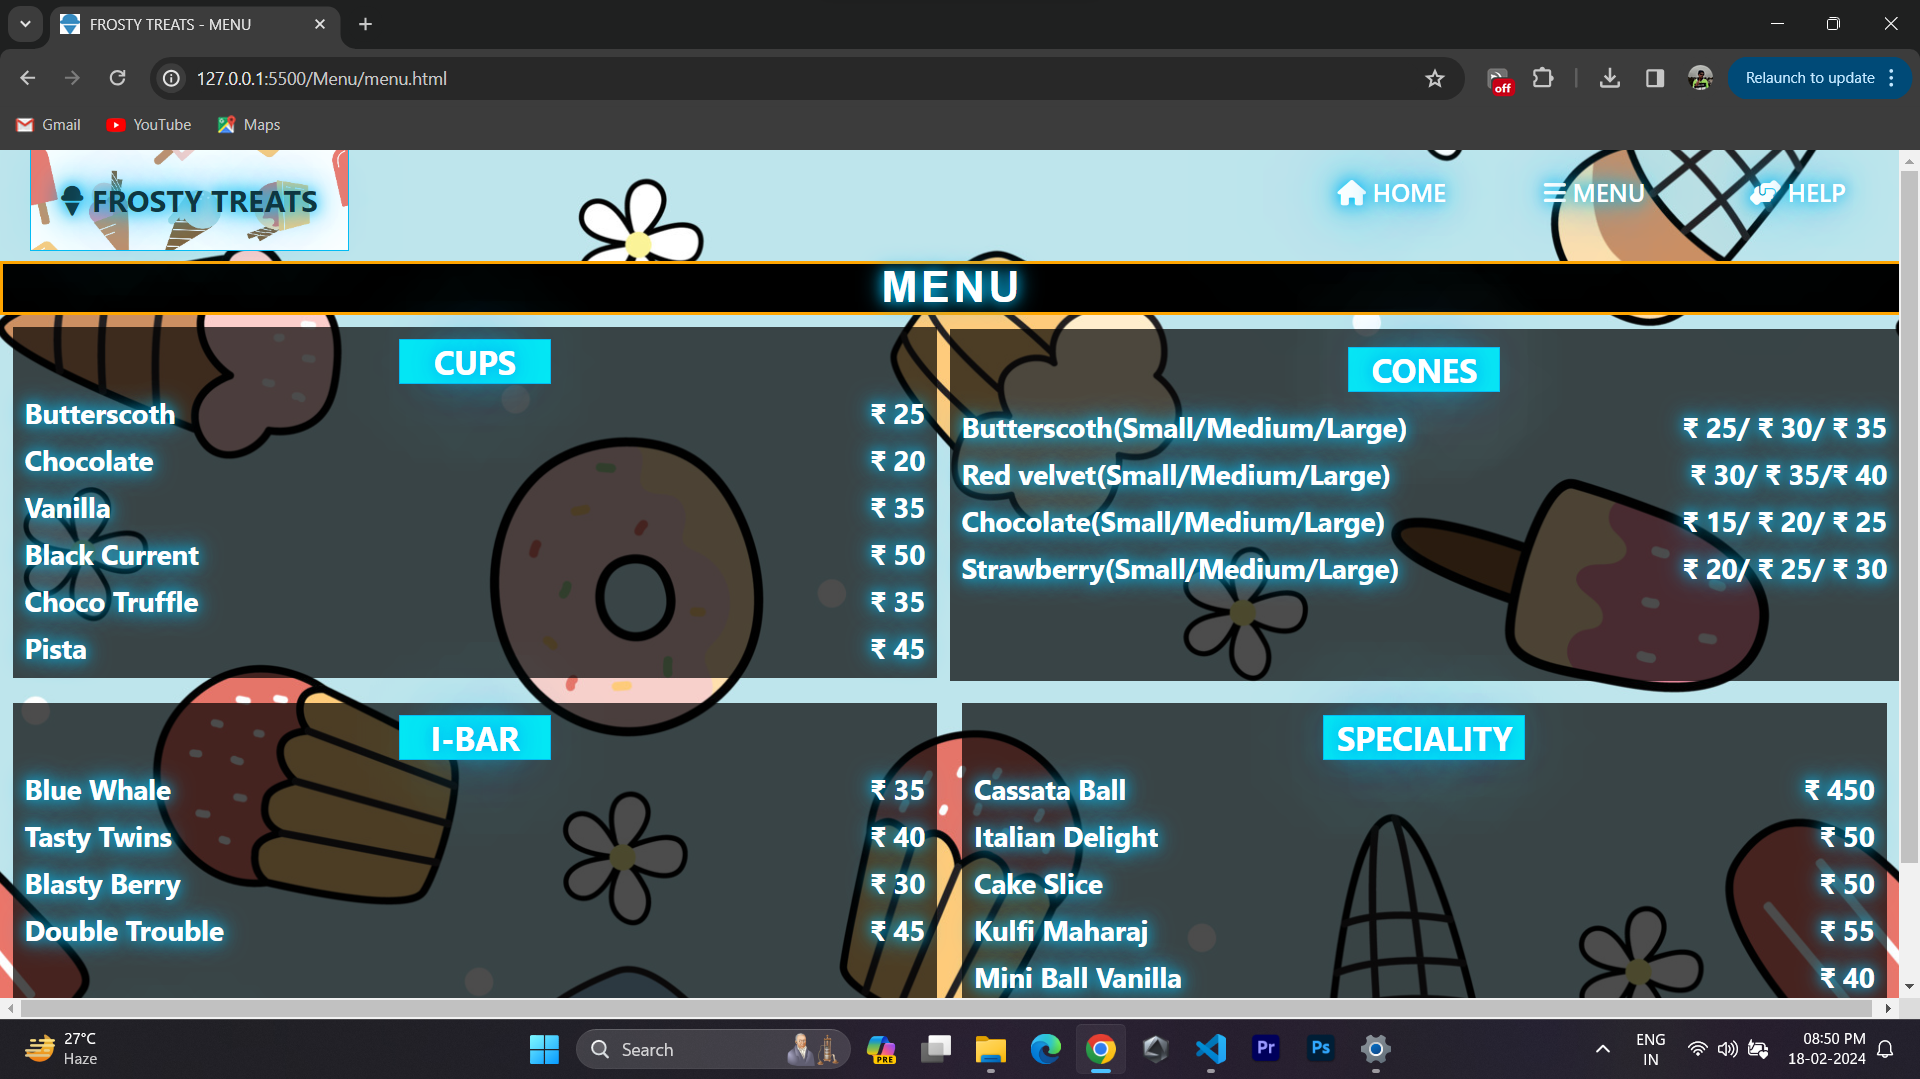 FROSTY TREATS - MENU
127.0.0.1:5500/Menu/menu.html
off
Relaunch to update
Gmail
YouTube
Maps
FROSTY TREATS
HOME
MENU
HELP
MENU
CUPS
Butterscoth ₹ 25
Chocolate ₹ 20
Vanilla ₹ 35
Black Current ₹ 50
Choco Truffle ₹ 35
Pista ₹ 45
CONES
Butterscoth(Small/Medium/Large) ₹ 25/ ₹ 30/ ₹ 35
Red velvet(Small/Medium/Large) ₹ 30/ ₹ 35/₹ 40
Chocolate(Small/Medium/Large) ₹ 15/ ₹ 20/ ₹ 25
Strawberry(Small/Medium/Large) ₹ 20/ ₹ 25/ ₹ 30
I-BAR
Blue Whale ₹ 35
Tasty Twins ₹ 40
Blasty Berry ₹ 30
Double Trouble ₹ 45
SPECIALITY
Cassata Ball ₹ 450
Italian Delight ₹ 50
Cake Slice ₹ 50
Kulfi Maharaj ₹ 55
Mini Ball Vanilla ₹ 40
27°C
Haze
Search
PRE
Pr
Ps
ENG
IN
08:50 PM
18-02-2024